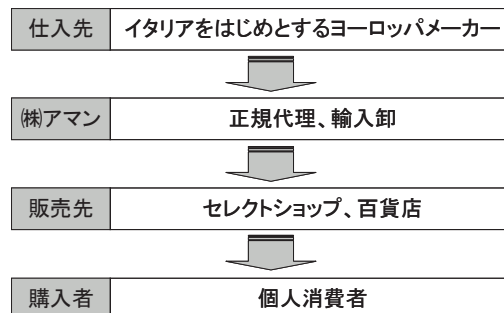 仕入先 イタリアをはじめとするヨーロッパメーカー
㈱アマン 正規代理、輸入卸
販売先 セレクトショップ、百貨店
購入者 個人消費者